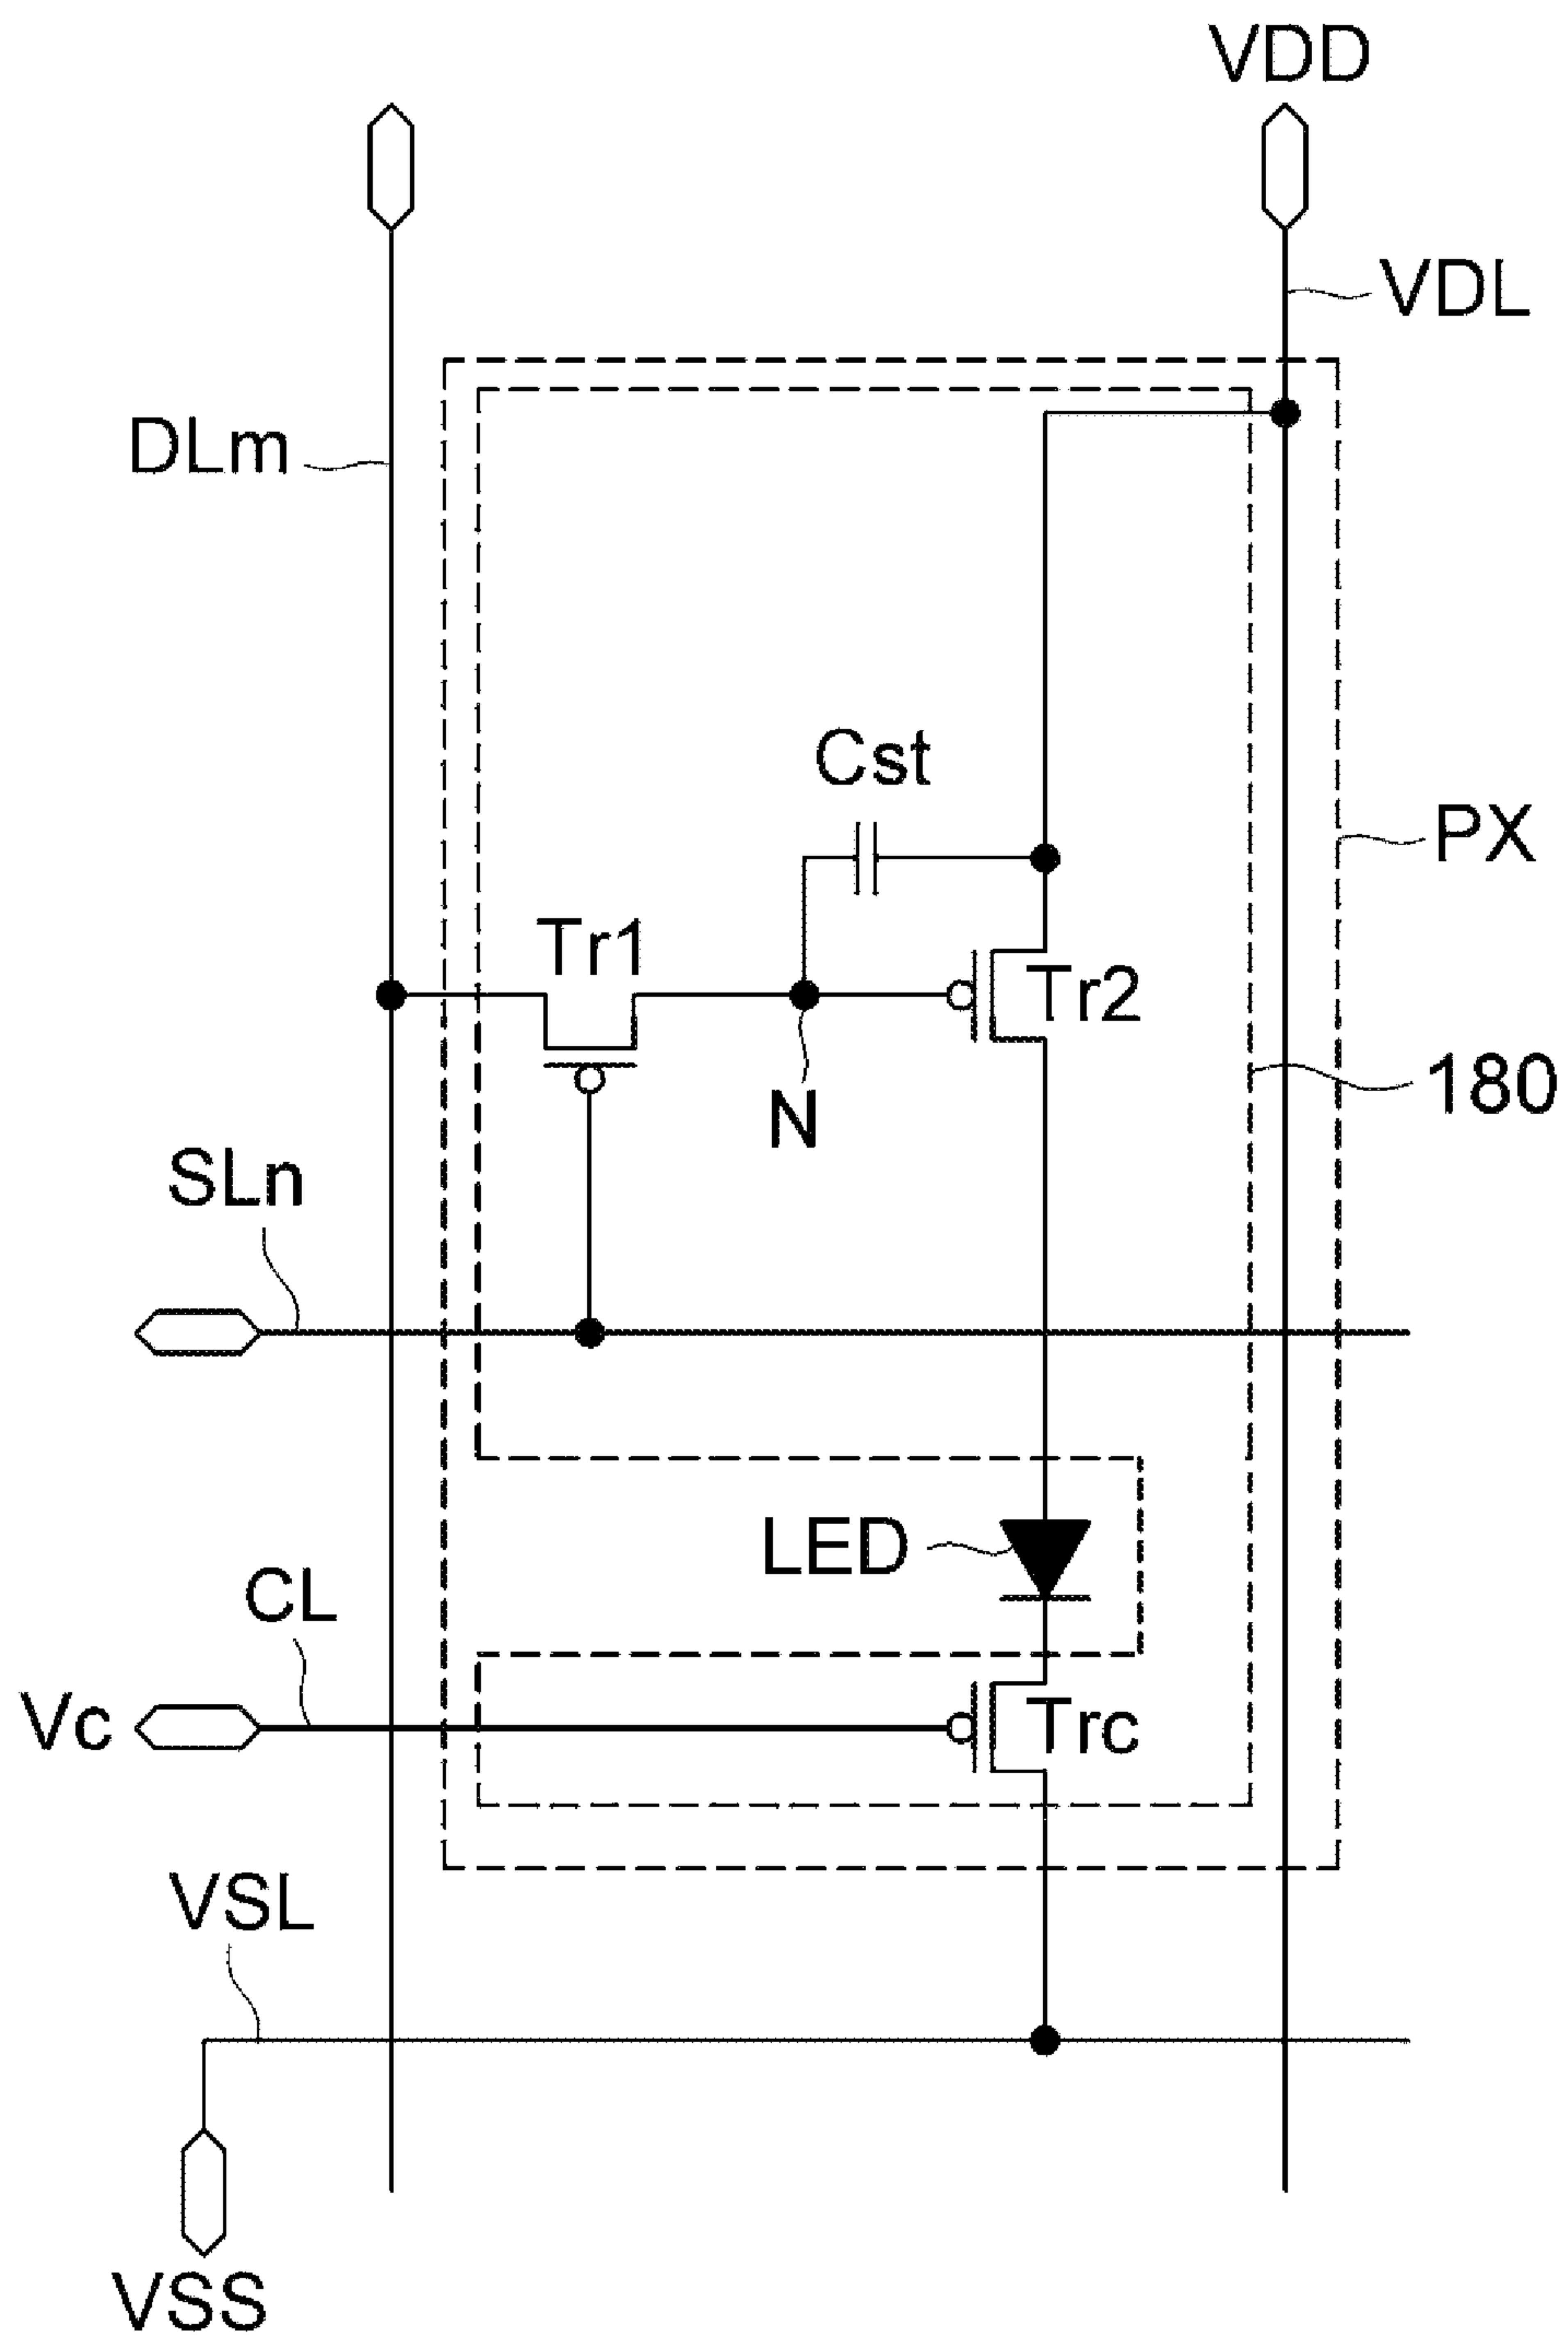 VDD
VDL
DLm
Cst
PX
Tr1
Tr2
180
N
SLn
LED
CL
Vc
Trc
VSL
VSS